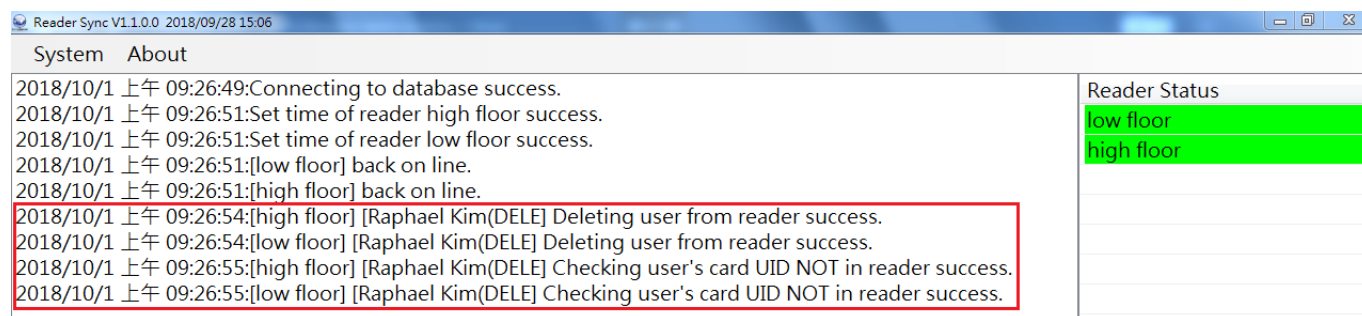 Reader Sync V1.1.0.0 2018/09/28 15:06
System About
2018/10/1 上午 09:26:49:Connecting to database success.
2018/10/1 上午 09:26:51:Set time of reader high floor success.
2018/10/1 上午 09:26:51:Set time of reader low floor success.
2018/10/1 上午 09:26:51:[low floor] back on line.
2018/10/1 上午 09:26:51:[high floor] back on line.
2018/10/1 上午 09:26:54:[high floor] [Raphael Kim(DELE] Deleting user from reader success.
2018/10/1 上午 09:26:54:[low floor] [Raphael Kim(DELE] Deleting user from reader success.
2018/10/1 上午 09:26:55:[high floor] [Raphael Kim(DELE] Checking user's card UID NOT in reader success.
2018/10/1 上午 09:26:55:[low floor] [Raphael Kim(DELE] Checking user's card UID NOT in reader success.
Reader Status
low floor
high floor